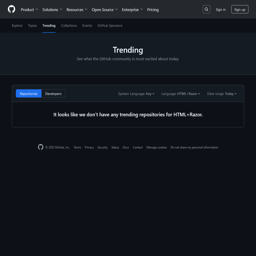 Product Solutions Resources Open Source Enterprise Pricing Sign in Sign up
Explore Topics Trending Collections Events GitHub Sponsors
Trending
See what the GitHub community is most excited about today.
Repositories Developers Spoken Language: Any Language: HTML+Razor Date range: Today
It looks like we don't have any trending repositories for HTML+Razor.
© 2025 GitHub, Inc. Terms Privacy Security Status Docs Contact Manage cookies Do not share my personal information